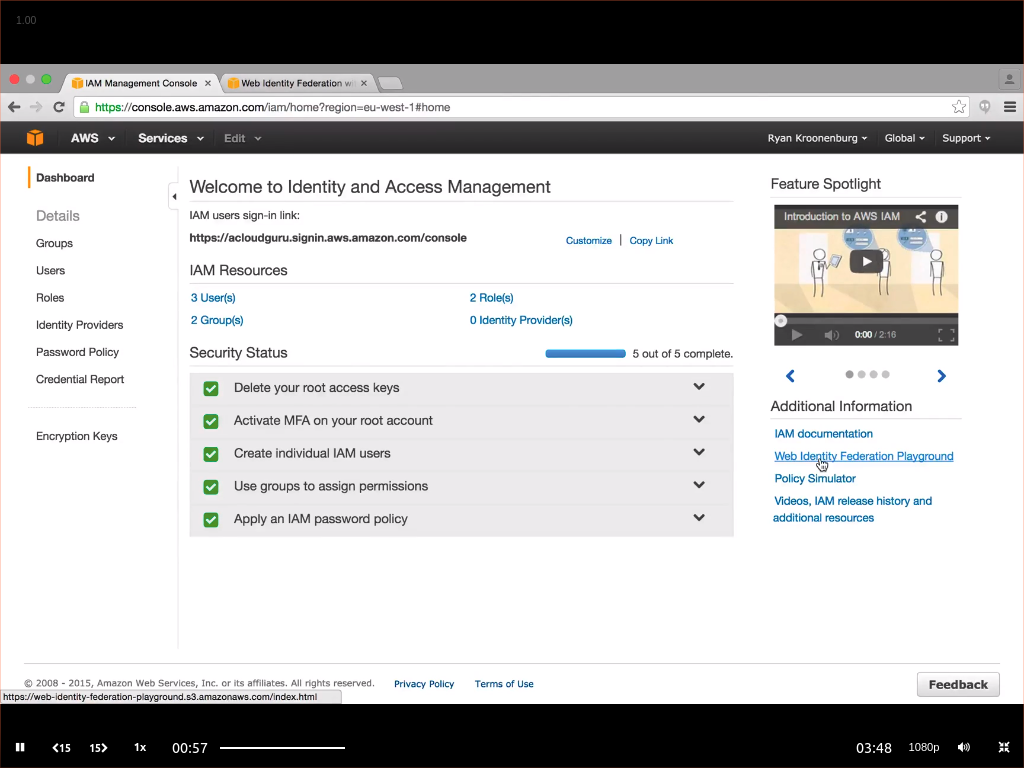 1.00
IAM Management Console
Web Identity Federation wi
https://console.aws.amazon.com/iam/home?region=eu-west-1#home
AWS Services Edit Ryan Kroonenburg Global Support
Dashboard
Details
Groups
Users
Roles
Identity Providers
Password Policy
Credential Report
Encryption Keys
Welcome to Identity and Access Management
IAM users sign-in link:
https://acloudguru.signin.aws.amazon.com/console Customize | Copy Link
IAM Resources
3 User(s) 2 Role(s)
2 Group(s) 0 Identity Provider(s)
Security Status 5 out of 5 complete.
Delete your root access keys
Activate MFA on your root account
Create individual IAM users
Use groups to assign permissions
Apply an IAM password policy
Feature Spotlight
Introduction to AWS IAM
0:00 / 2:16
Additional Information
IAM documentation
Web Identity Federation Playground
Policy Simulator
Videos, IAM release history and
additional resources
© 2008 - 2015, Amazon Web Services, Inc. or its affiliates. All rights reserved. Privacy Policy Terms of Use Feedback
https://web-identity-federation-playground.s3.amazonaws.com/index.html
15 15 1x 00:57 03:48 1080p